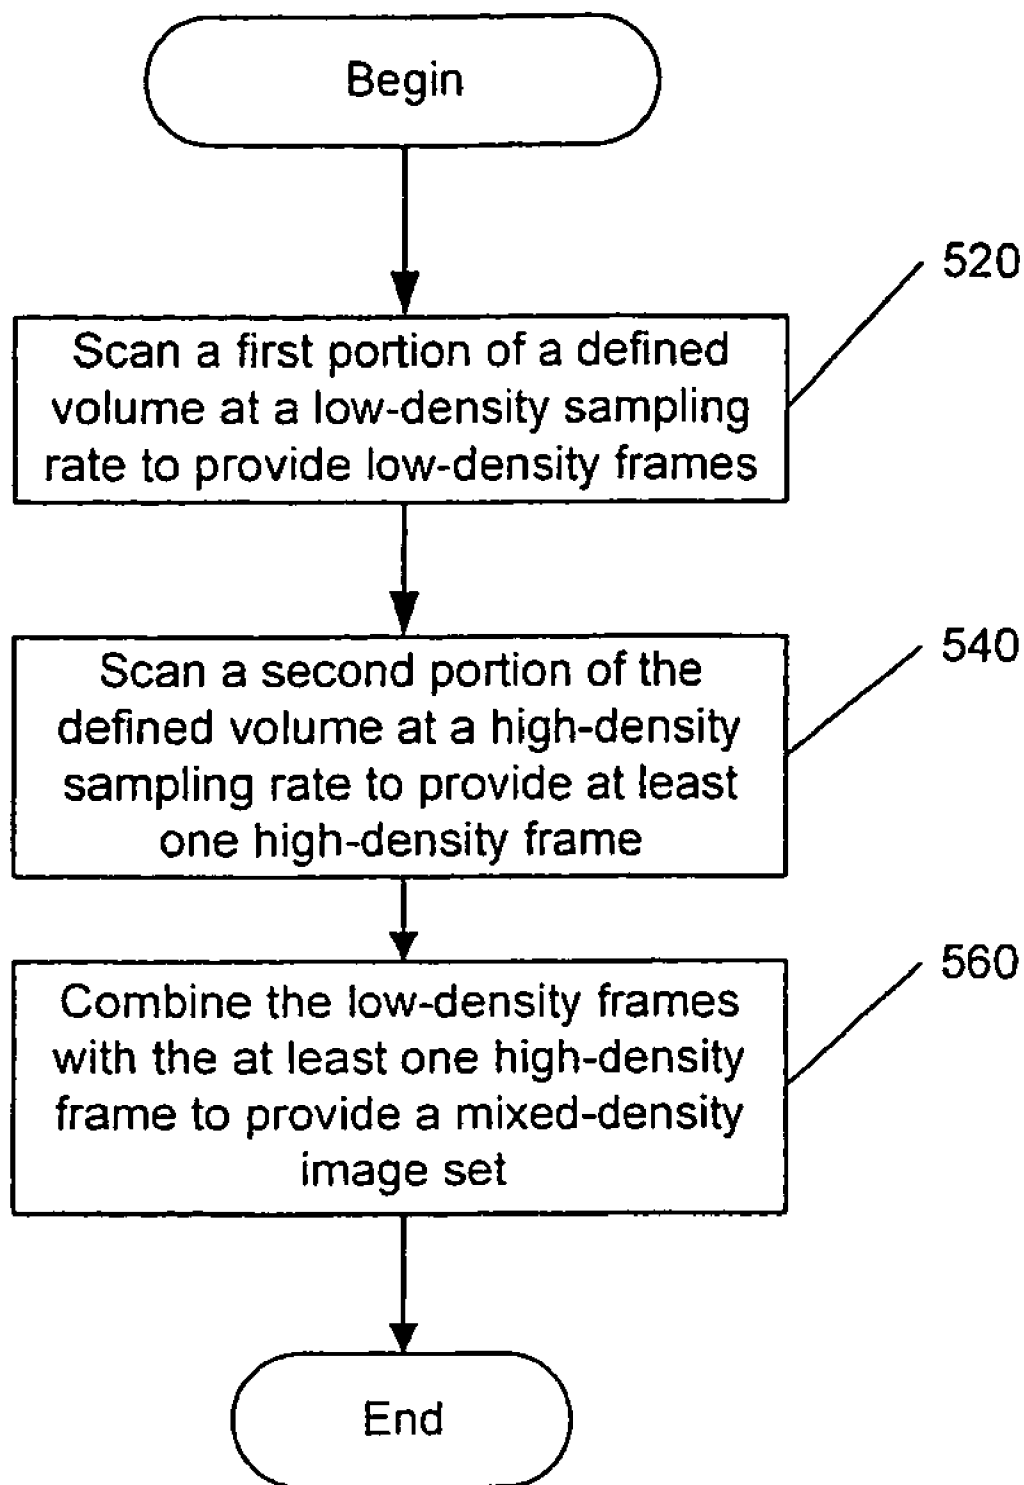 Begin
520
Scan a first portion of a defined
volume at a low-density sampling
rate to provide low-density frames
540
Scan a second portion of the
defined volume at a high-density
sampling rate to provide at least
one high-density frame
560
Combine the low-density frames
with the at least one high-density
frame to provide a mixed-density
image set
End